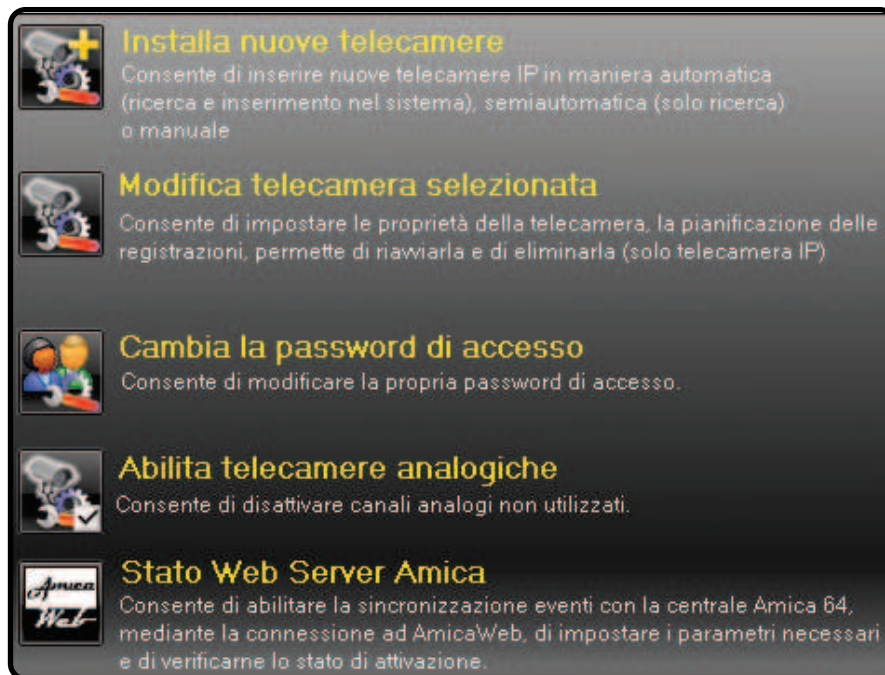 Installa nuove telecamere
Consente di inserire nuove telecamere IP in maniera automatica
(ricerca e inserimento nel sistema), semiautomatica (solo ricerca)
o manuale
Modifica telecamera selezionata
Consente di impostare le proprietà della telecamera, la pianificazione delle
registrazioni, permette di riavviarla e di eliminarla (solo telecamera IP)
Cambia la password di accesso
Consente di modificare la propria password di accesso.
Abilita telecamere analogiche
Consente di disattivare canali analogi non utilizzati.
Amica
Web
Stato Web Server Amica
Consente di abilitare la sincronizzazione eventi con la centrale Amica 64,
mediante la connessione ad AmicaWeb, di impostare i parametri necessari
e di verificarne lo stato di attivazione.